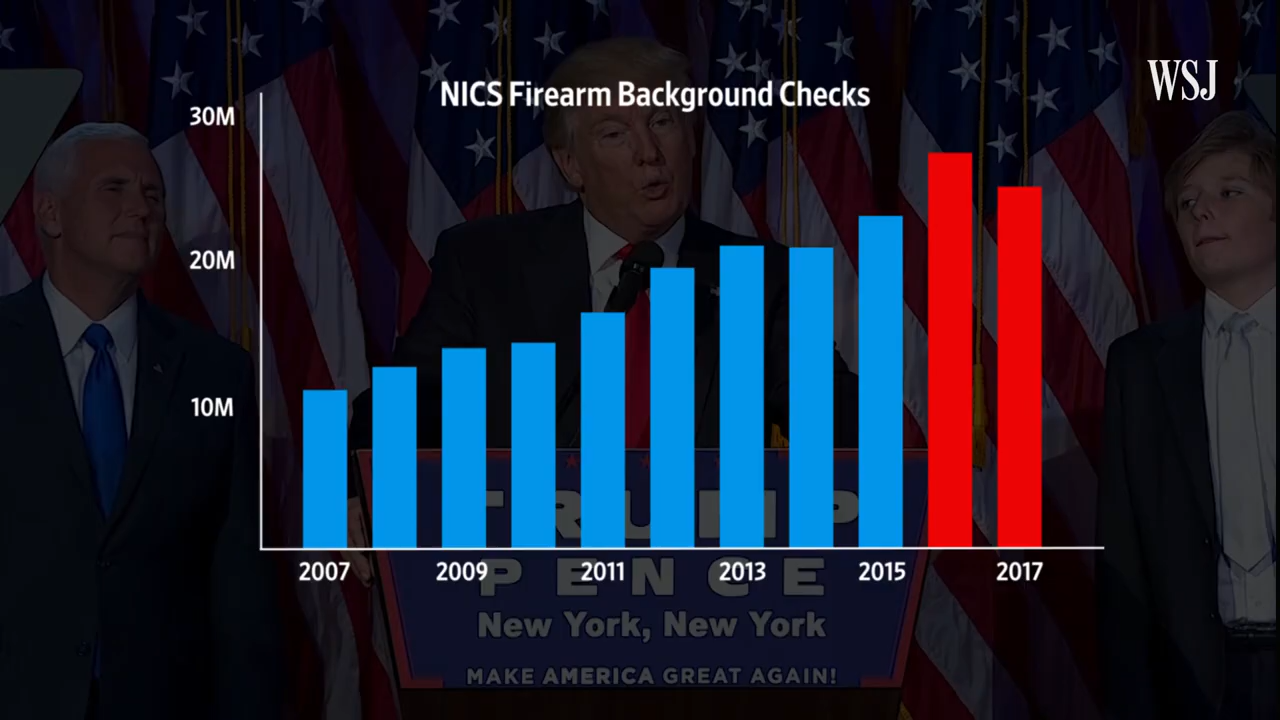 WSJ
NICS Firearm Background Checks
30M
20M
10M
2007 2009 2011 2013 2015 2017
TRUMP
PENCE
New York, New York
MAKE AMERICA GREAT AGAIN!